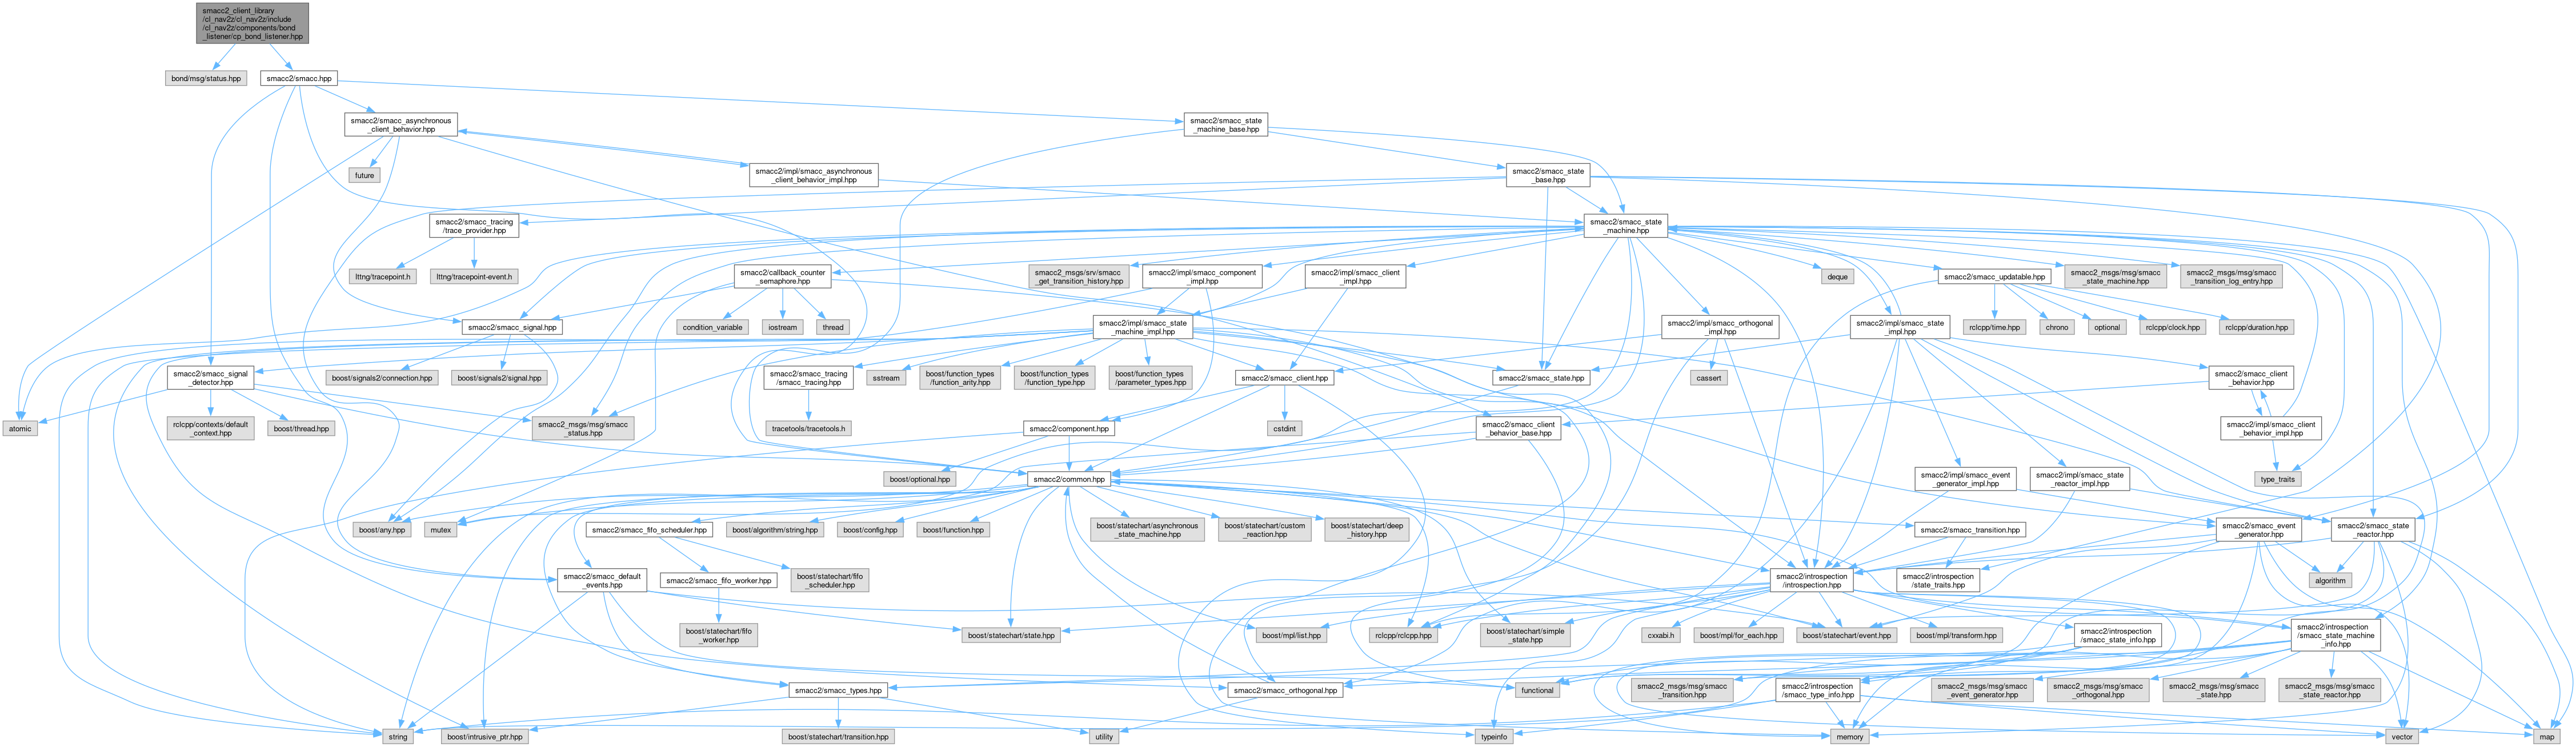 smacc2_client_library
/cl_nav2z/cl_nav2z/include
/cl_nav2z/components/bond
_listener/cp_bond_listener.hpp
bond/msg/status.hpp
smacc2/smacc.hpp
smacc2/smacc_asynchronous
_client_behavior.hpp
smacc2/smacc_state
_machine_base.hpp
future
smacc2/impl/smacc_asynchronous
_client_behavior_impl.hpp
smacc2/smacc_state
_base.hpp
smacc2/smacc_tracing
/trace_provider.hpp
smacc2/smacc_state
_machine.hpp
lttng/tracepoint.h
lttng/tracepoint-event.h
smacc2/callback_counter
_semaphore.hpp
smacc2_msgs/srv/smacc
_get_transition_history.hpp
smacc2/impl/smacc_component
_impl.hpp
smacc2/impl/smacc_client
_impl.hpp
deque
smacc2/smacc_updatable.hpp
smacc2_msgs/msg/smacc
_state_machine.hpp
smacc2_msgs/msg/smacc
_transition_log_entry.hpp
smacc2/smacc_signal.hpp
condition_variable
iostream
thread
smacc2/impl/smacc_state
_machine_impl.hpp
smacc2/impl/smacc_orthogonal
_impl.hpp
smacc2/impl/smacc_state
_impl.hpp
rclcpp/time.hpp
chrono
optional
rclcpp/clock.hpp
rclcpp/duration.hpp
smacc2/smacc_signal
_detector.hpp
boost/signals2/connection.hpp
boost/signals2/signal.hpp
smacc2/smacc_tracing
/smacc_tracing.hpp
sstream
boost/function_types
/function_arity.hpp
boost/function_types
/function_type.hpp
boost/function_types
/parameter_types.hpp
smacc2/smacc_client.hpp
smacc2/smacc_state.hpp
cassert
smacc2/smacc_client
_behavior.hpp
atomic
rclcpp/contexts/default
_context.hpp
boost/thread.hpp
smacc2_msgs/msg/smacc
_status.hpp
tracetools/tracetools.h
smacc2/component.hpp
cstdint
smacc2/smacc_client
_behavior_base.hpp
smacc2/impl/smacc_client
_behavior_impl.hpp
boost/optional.hpp
smacc2/common.hpp
smacc2/impl/smacc_event
_generator_impl.hpp
smacc2/impl/smacc_state
_reactor_impl.hpp
type_traits
boost/any.hpp
mutex
smacc2/smacc_fifo_scheduler.hpp
boost/algorithm/string.hpp
boost/config.hpp
boost/function.hpp
boost/statechart/asynchronous
_state_machine.hpp
boost/statechart/custom
_reaction.hpp
boost/statechart/deep
_history.hpp
smacc2/smacc_transition.hpp
smacc2/smacc_event
_generator.hpp
smacc2/smacc_state
_reactor.hpp
smacc2/smacc_default
_events.hpp
smacc2/smacc_fifo_worker.hpp
boost/statechart/fifo
_scheduler.hpp
smacc2/introspection
/introspection.hpp
smacc2/introspection
/state_traits.hpp
algorithm
boost/statechart/fifo
_worker.hpp
boost/statechart/state.hpp
boost/mpl/list.hpp
rclcpp/rclcpp.hpp
boost/statechart/simple
_state.hpp
cxxabi.h
boost/mpl/for_each.hpp
boost/statechart/event.hpp
boost/mpl/transform.hpp
smacc2/introspection
/smacc_state_info.hpp
smacc2/introspection
/smacc_state_machine
_info.hpp
smacc2/smacc_types.hpp
smacc2/smacc_orthogonal.hpp
functional
smacc2_msgs/msg/smacc
_transition.hpp
smacc2/introspection
/smacc_type_info.hpp
smacc2_msgs/msg/smacc
_event_generator.hpp
smacc2_msgs/msg/smacc
_orthogonal.hpp
smacc2_msgs/msg/smacc
_state.hpp
smacc2_msgs/msg/smacc
_state_reactor.hpp
string
boost/intrusive_ptr.hpp
boost/statechart/transition.hpp
utility
typeinfo
memory
vector
map